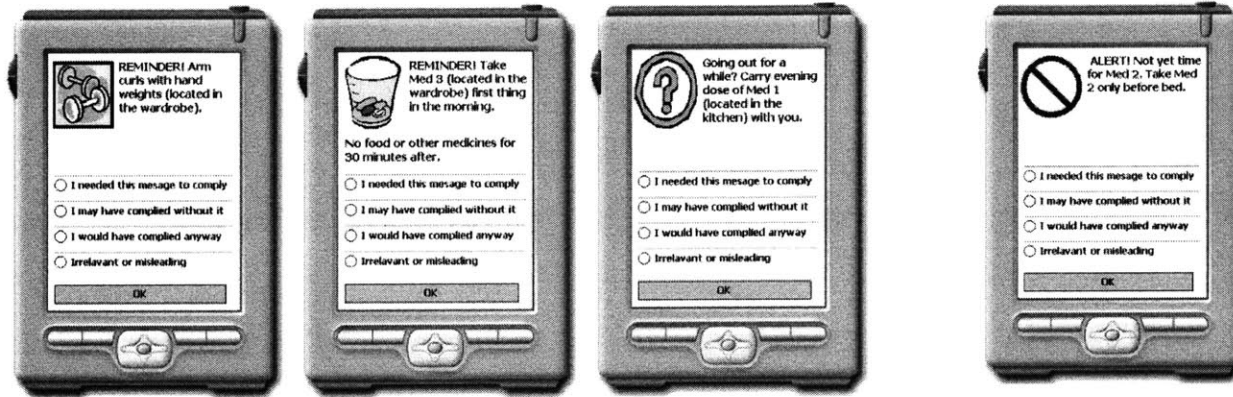 REMINDER! Arm
curls with hand
weights (located in
the wardrobe).
I needed this mesage to comply
I may have complied without it
I would have complied anyway
Irrelavant or misleading
OK
REMINDER! Take
Med 3 (located in the
wardrobe) first thing
in the morning.
No food or other medicines for
30 minutes after.
I needed this mesage to comply
I may have complied without it
I would have complied anyway
Irrelavant or misleading
OK
Going out for a
while? Carry evening
dose of Med 1
(located in the
kitchen) with you.
I needed this mesage to comply
I may have complied without it
I would have complied anyway
Irrelavant or misleading
OK
ALERT! Not yet time
for Med 2. Take Med
2 only before bed.
I needed this mesage to comply
I may have complied without it
I would have complied anyway
Irrelavant or misleading
OK